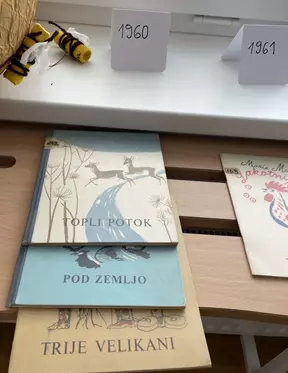 1960
1961
TOPLI POTOK
POD ZEMLJO
TRIJE VELIKANI